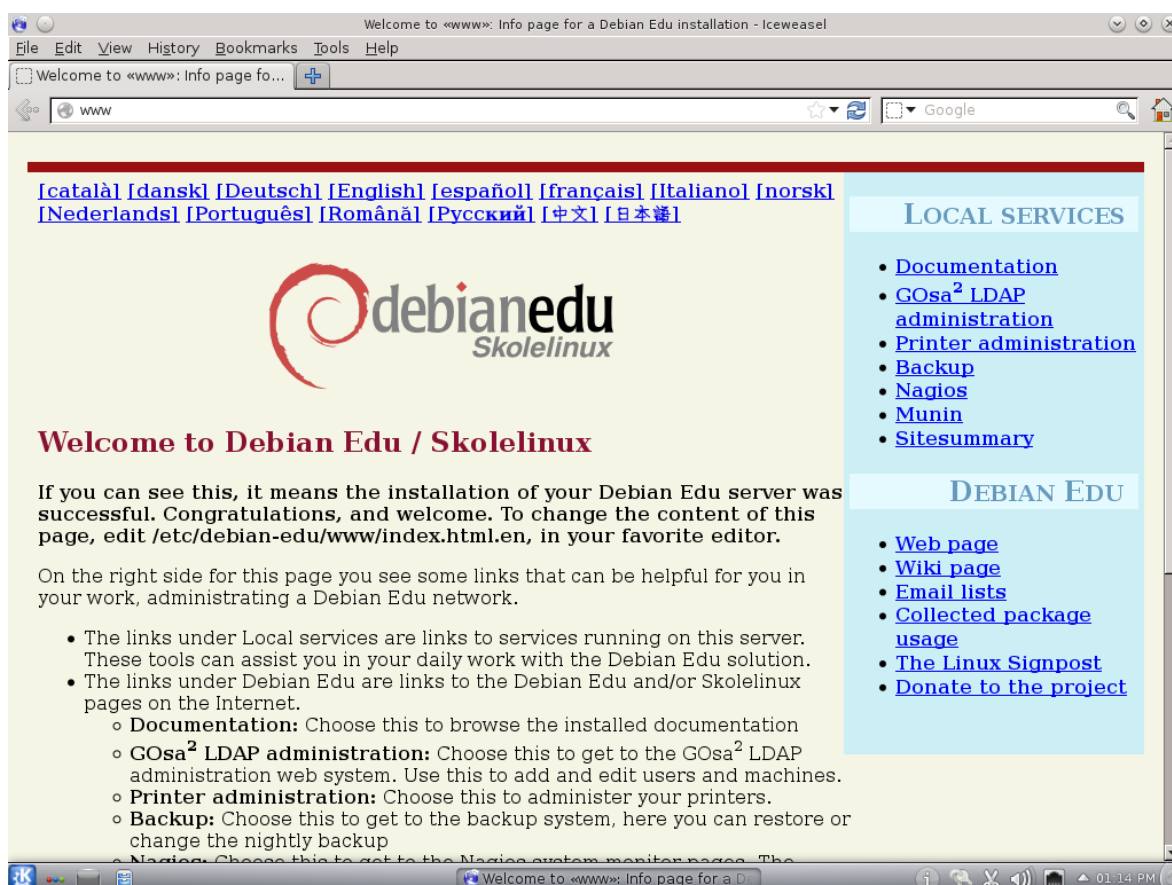 Welcome to «www»: Info page for a Debian Edu installation - Iceweasel
File Edit View History Bookmarks Tools Help
Welcome to «www»: Info page fo...
www
Google
[català] [dansk] [Deutsch] [English] [español] [français] [Italiano] [norsk]
[Nederlands] [Português] [Română] [Русский] [中文] [日本語]
debianedu
Skolelinux
Welcome to Debian Edu / Skolelinux
If you can see this, it means the installation of your Debian Edu server was
successful. Congratulations, and welcome. To change the content of this
page, edit /etc/debian-edu/www/index.html.en, in your favorite editor.
On the right side for this page you see some links that can be helpful for you in
your work, administrating a Debian Edu network.
• The links under Local services are links to services running on this server.
These tools can assist you in your daily work with the Debian Edu solution.
• The links under Debian Edu are links to the Debian Edu and/or Skolelinux
pages on the Internet.
◦ Documentation: Choose this to browse the installed documentation
◦ GOsa² LDAP administration: Choose this to get to the GOsa² LDAP
administration web system. Use this to add and edit users and machines.
◦ Printer administration: Choose this to administer your printers.
◦ Backup: Choose this to get to the backup system, here you can restore or
change the nightly backup
◦ Nagios: Choose this to get to the Nagios system monitor pages. The
LOCAL SERVICES
• Documentation
• GOsa² LDAP
administration
• Printer administration
• Backup
• Nagios
• Munin
• Sitesummary
DEBIAN EDU
• Web page
• Wiki page
• Email lists
• Collected package
usage
• The Linux Signpost
• Donate to the project
Welcome to «www»: Info page for a De
01:14 PM